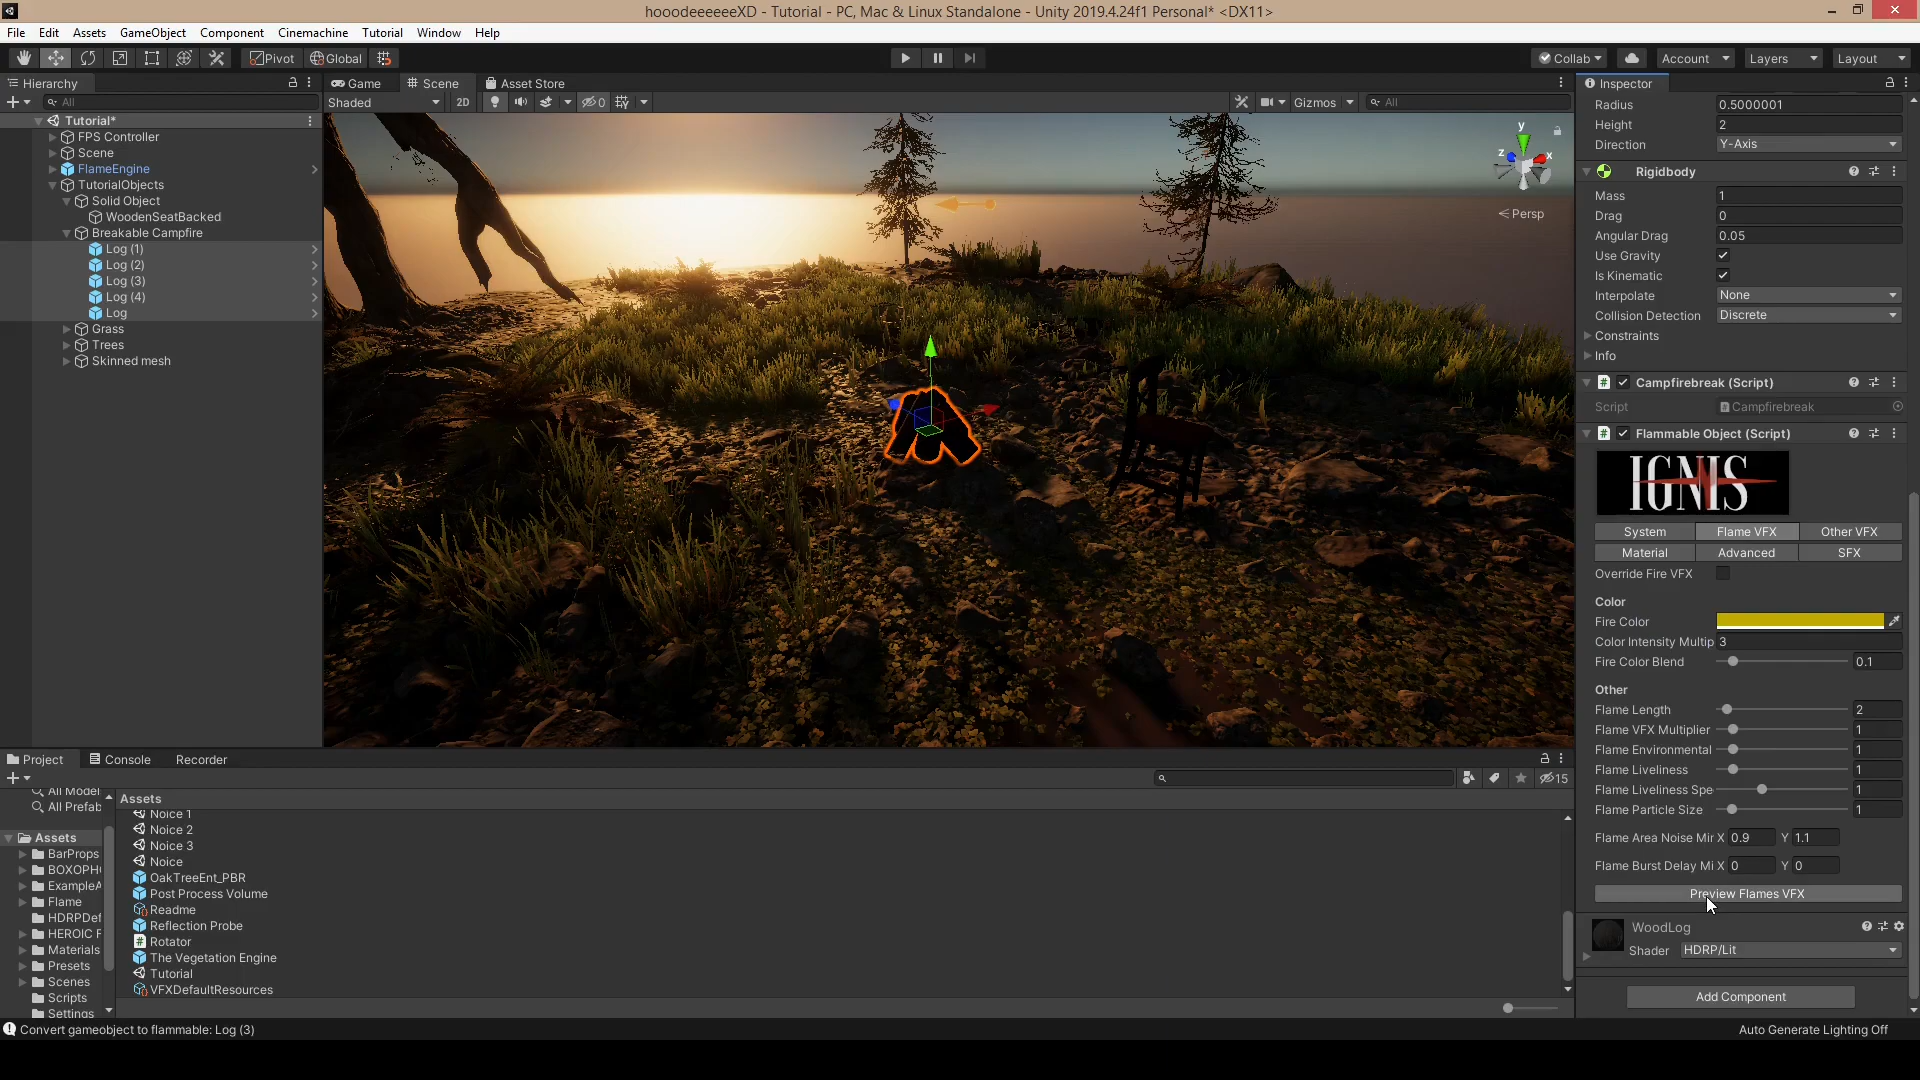 hooodeeeeeeXD - Tutorial - PC, Mac & Linux Standalone - Unity 2019.4.24f1 Personal* <DX11>
File Edit Assets GameObject Component Cinemachine Tutorial Window Help
Pivot Global Collab Account Layers Layout
Hierarchy
All
Tutorial*
FPS Controller
Scene
FlameEngine
TutorialObjects
Solid Object
WoodenSeatBacked
Breakable Campfire
Log (1)
Log (2)
Log (3)
Log (4)
Log
Grass
Trees
Skinned mesh
Game Scene Asset Store
Shaded 2D 0 Gizmos All
y
z x
Persp
Inspector
Radius 0.5000001
Height 2
Direction Y-Axis
Rigidbody
Mass 1
Drag 0
Angular Drag 0.05
Use Gravity
Is Kinematic
Interpolate None
Collision Detection Discrete
Constraints
Info
# Campfirebreak (Script)
Script Campfirebreak
# Flammable Object (Script)
IGNIS
System Flame VFX Other VFX
Material Advanced SFX
Override Fire VFX
Color
Fire Color
Color Intensity Multip 3
Fire Color Blend 0.1
Other
Flame Length 2
Flame VFX Multiplier 1
Flame Environmental 1
Flame Liveliness 1
Flame Liveliness Spe 1
Flame Particle Size 1
Flame Area Noise Mir X 0.9 Y 1.1
Flame Burst Delay Mi X 0 Y 0
Preview Flames VFX
WoodLog
Shader HDRP/Lit
Add Component
Project Console Recorder
15
All Model
All Prefab
Assets
BarProps
BOXOPH
ExampleA
Flame
HDRPDef
HEROIC F
Materials
Presets
Scenes
Scripts
Settings
Assets
Noice 1
Noice 2
Noice 3
Noice
OakTreeEnt_PBR
Post Process Volume
Readme
Reflection Probe
Rotator
The Vegetation Engine
Tutorial
VFXDefaultResources
Convert gameobject to flammable: Log (3)
Auto Generate Lighting Off